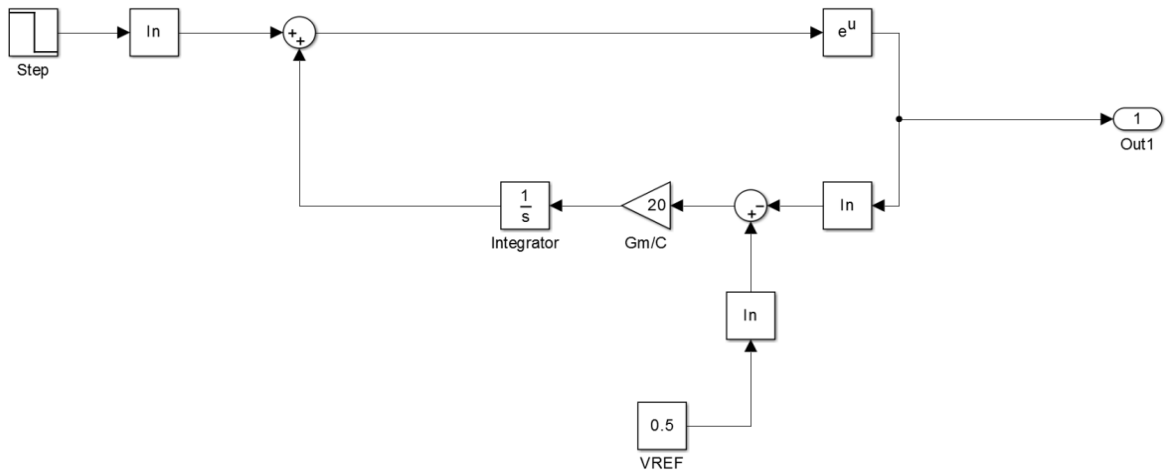 Step
ln
+
+
e^u
1
Out1
1
s
Integrator
20
Gm/C
+
−
ln
ln
0.5
VREF